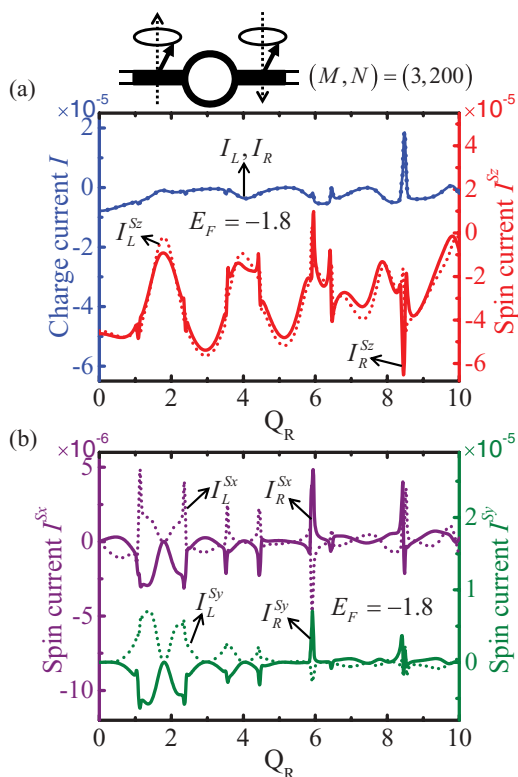 (M,N)=(3,200)
(a)
×10⁻⁵
×10⁻⁵
2
0
-2
-4
-6
2
0
-2
-4
-6
Charge current I
Spin current I^{Sz}
I_L, I_R
E_F = −1.8
I_L^{Sz}
I_R^{Sz}
0 2 4 6 8 10
Q_R
(b)
×10⁻⁶
×10⁻⁵
5
0
-5
-10
2
1
0
Spin current I^{Sx}
Spin current I^{Sy}
I_L^{Sx}
I_R^{Sx}
I_L^{Sy}
I_R^{Sy}
E_F = −1.8
0 2 4 6 8 10
Q_R